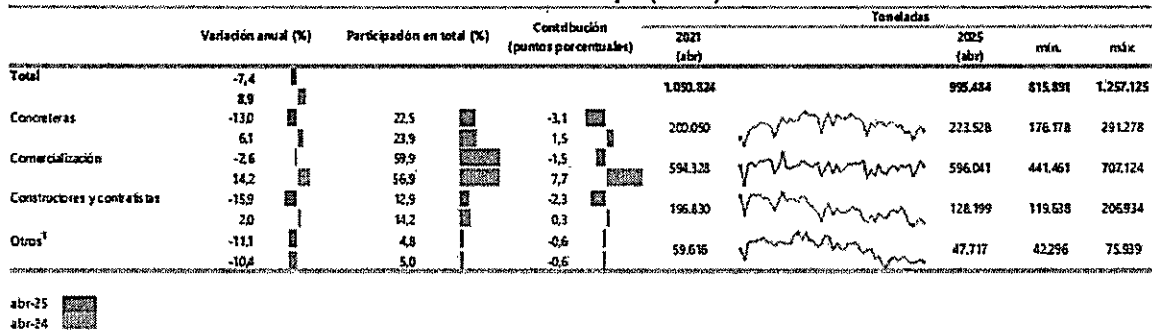 Toneladas
Variación anual (%) Participación en total (%) Contribución (puntos porcentuales) 2021 (abr) 2025 (abr) mín. máx
Total -7,4 1.050.824 995.484 815.891 1.257.125
8,9
Concreteras -13,0 22,5 -3,1 200.050 223.528 176.178 291.278
6,1 23,9 1,5
Comercialización -2,6 59,9 -1,5 594.328 596.041 441.461 707.124
14,2 56,9 7,7
Constructores y contratistas -15,9 12,9 -2,3 196.830 128.199 119.638 206.934
2,0 14,2 0,3
Otros¹ -11,1 4,8 -0,6 59.616 47.717 42.296 75.939
-10,4 5,0 -0,6
abr-25
abr-24